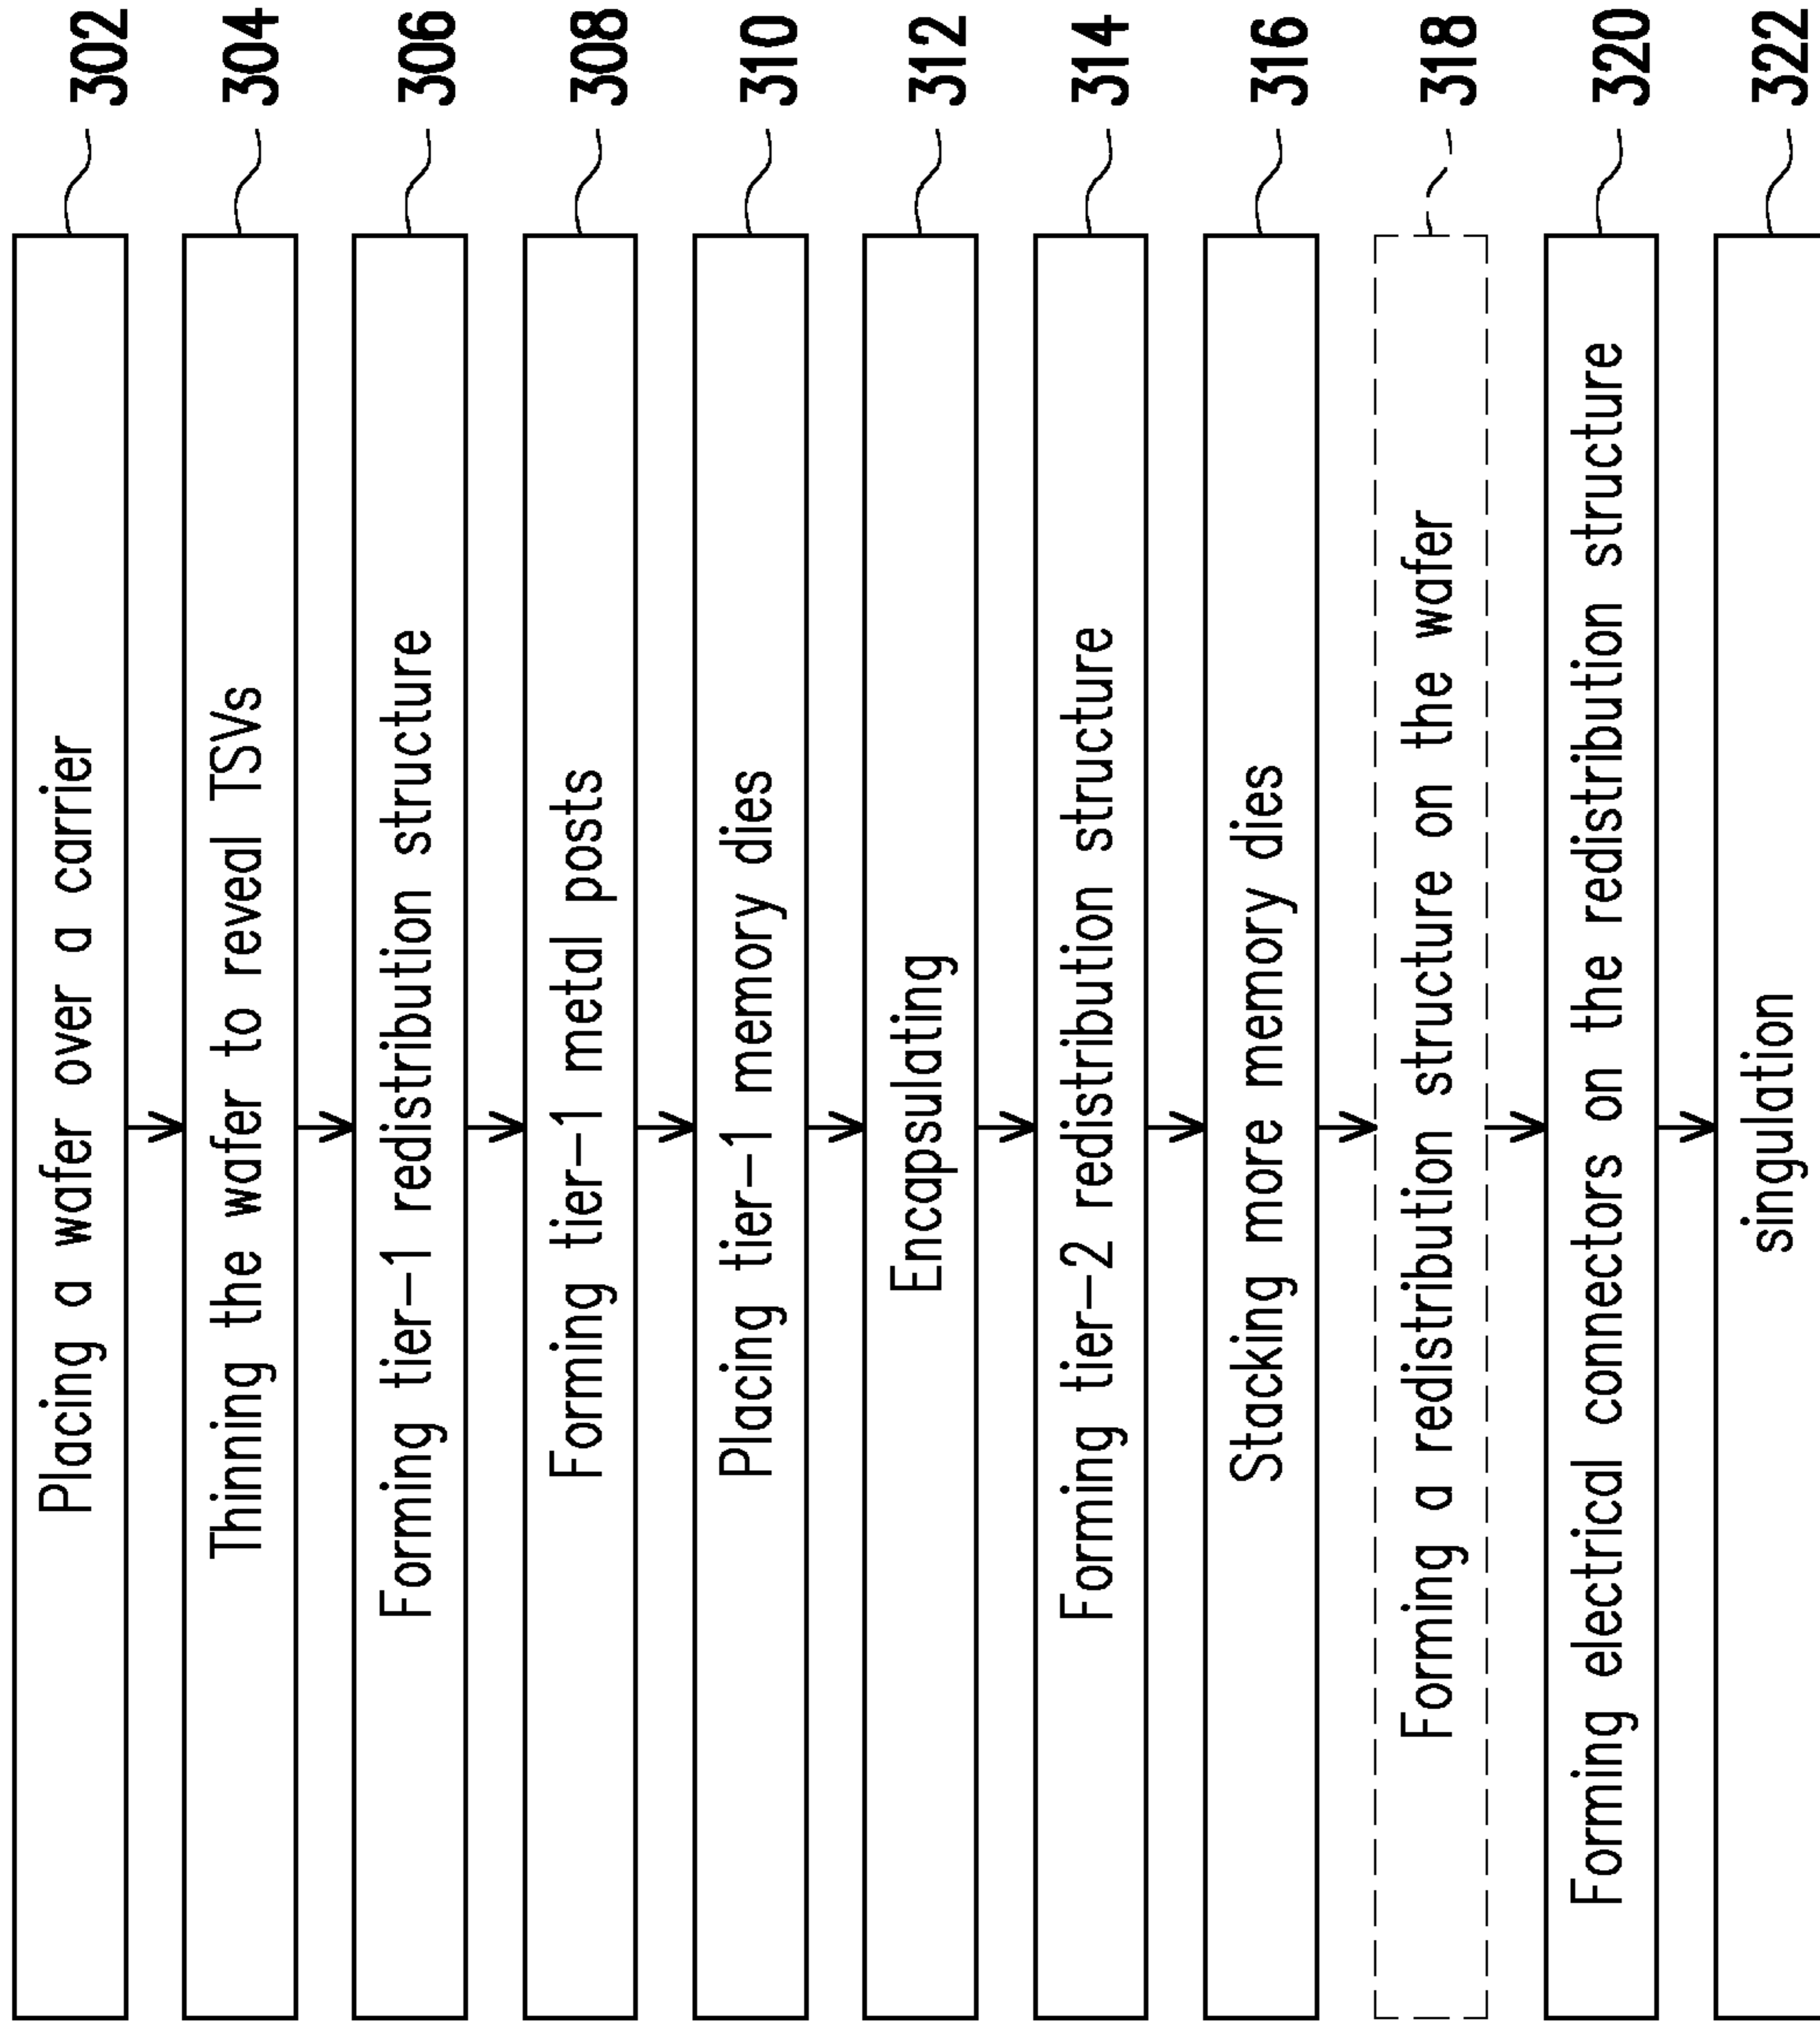 Placing a wafer over a carrier 302
Thinning the wafer to reveal TSVs 304
Forming tier-1 redistribution structure 306
Forming tier-1 metal posts 308
Placing tier-1 memory dies 310
Encapsulating 312
Forming tier-2 redistribution structure 314
Stacking more memory dies 316
Forming a redistribution structure on the wafer 318
Forming electrical connectors on the redistribution structure 320
singulation 322